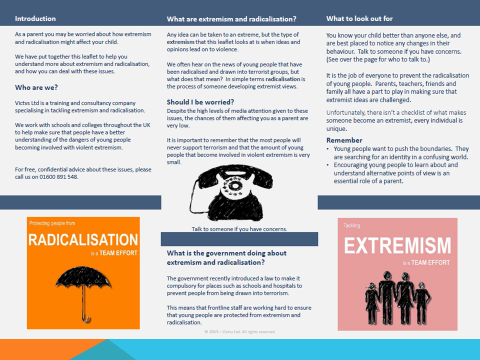 Introduction
As a parent you may be worried about how extremism
and radicalisation might affect your child.
We have put together this leaflet to help you
understand more about extremism and radicalisation,
and how you can deal with these issues.
Who are we?
Victvs Ltd is a training and consultancy company
specialising in tackling extremism and radicalisation.
We work with schools and colleges throughout the UK
to help make sure that people have a better
understanding of the dangers of young people
becoming involved with violent extremism.
For free, confidential advice about these issues, please
call us on 01600 891 546.
Protecting people from
RADICALISATION
is a TEAM EFFORT
What are extremism and radicalisation?
Any idea can be taken to an extreme, but the type of
extremism that this leaflet looks at is when ideas and
opinions lead on to violence.
We often hear on the news of young people that have
been radicalised and drawn into terrorist groups, but
what does that mean? In simple terms radicalisation is
the process of someone developing extremist views.
Should I be worried?
Despite the high levels of media attention given to these
issues, the chances of them affecting you as a parent are
very low.
It is important to remember that the most people will
never support terrorism and that the amount of young
people that become involved in violent extremism is very
small.
Talk to someone if you have concerns.
What is the government doing about
extremism and radicalisation?
The government recently introduced a law to make it
compulsory for places such as schools and hospitals to
prevent people from being drawn into terrorism.
This means that frontline staff are working hard to ensure
that young people are protected from extremism and
radicalisation.
Victvs Ltd. All rights reserved
What to look out for
You know your child better than anyone else, and
are best placed to notice any changes in their
behaviour. Talk to someone if you have concerns.
(See over the page for who to talk to.)
It is the job of everyone to prevent the radicalisation
of young people. Parents, teachers, friends and
family all have a part to play in making sure that
extremist ideas are challenged.
Unfortunately, there isn't a checklist of what makes
someone become an extremist, every individual is
unique.
Remember
• Young people want to push the boundaries. They
are searching for an identity in a confusing world.
• Encouraging young people to learn about and
understand alternative points of view is an
essential role of a parent.
Tackling
EXTREMISM
is a TEAM EFFORT